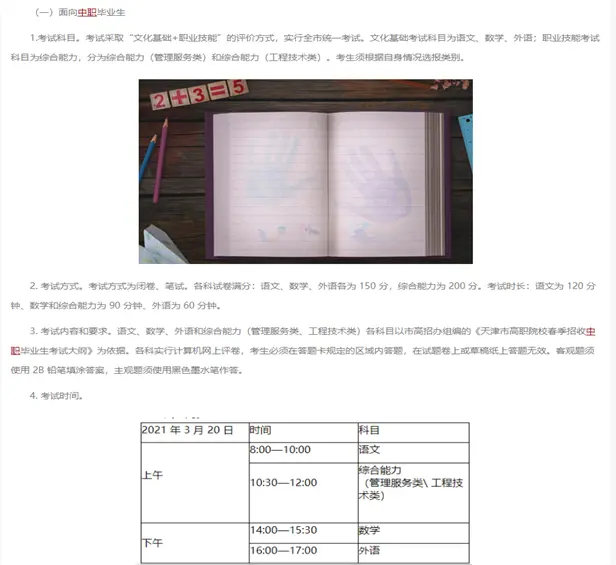 （一）面向中职毕业生
1.考试科目。考试采取“文化基础+职业技能”的评价方式，实行全市统一考试。文化基础考试科目为语文、数学、外语；职业技能考试
科目为综合能力，分为综合能力（管理服务类）和综合能力（工程技术类）。考生须根据自身情况选报类别。
2+3=5
2. 考试方式。考试方式为闭卷、笔试。各科试卷满分：语文、数学、外语各为 150 分，综合能力为 200 分。考试时长：语文为 120 分
钟、数学和综合能力为 90 分钟、外语为 60 分钟。
3. 考试内容和要求。语文、数学、外语和综合能力（管理服务类、工程技术类）各科目以市高招办组编的《天津市高职院校春季招收中
职毕业生考试大纲》为依据。各科实行计算机网上评卷，考生必须在答题卡规定的区域内答题，在试题卷上或草稿纸上答题无效。客观题须
使用 2B 铅笔填涂答案，主观题须使用黑色墨水笔作答。
4. 考试时间。
2021 年 3 月 20 日 时间 科目
上午 8:00—10:00 语文
10:30—12:00 综合能力
（管理服务类\ 工程技
术类）
下午 14:00—15:30 数学
16:00—17:00 外语